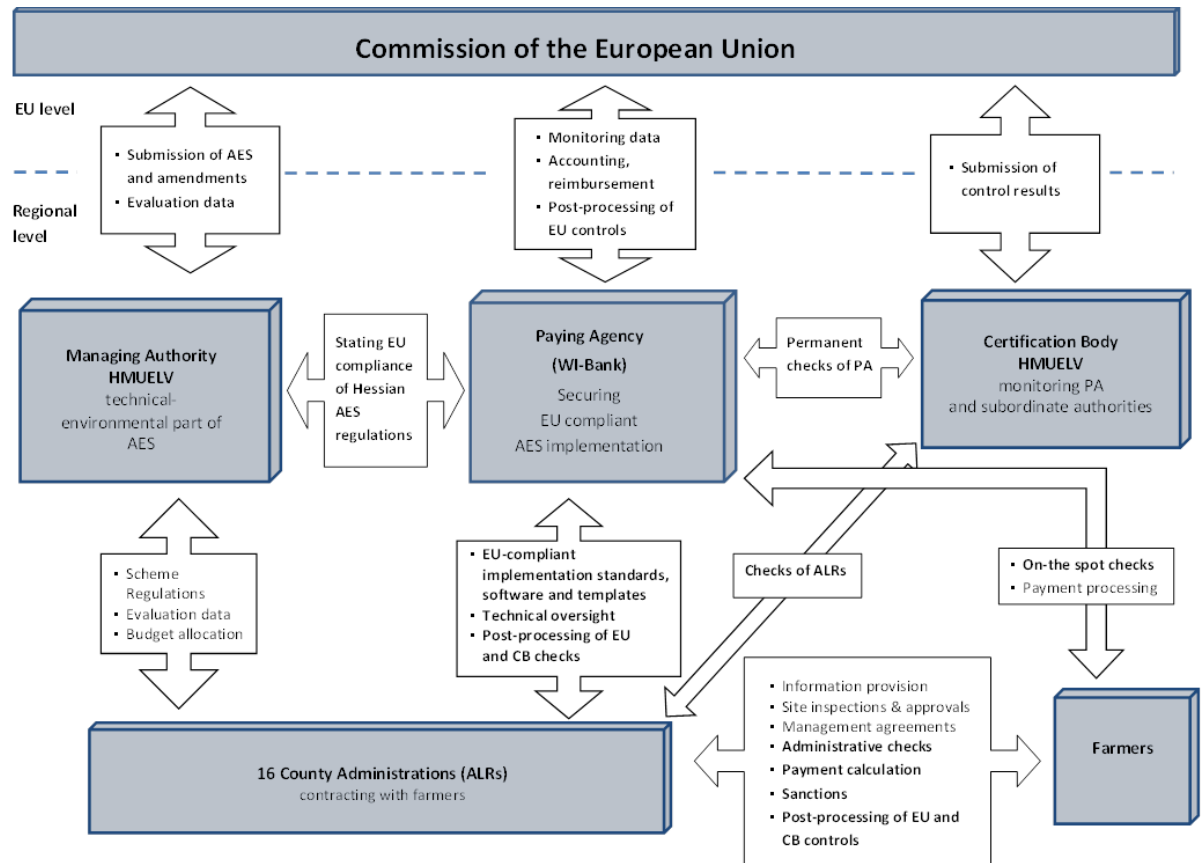 Commission of the European Union
EU level
▪ Submission of AES
and amendments
▪ Evaluation data
▪ Monitoring data
▪ Accounting,
reimbursement
▪ Post-processing of
EU controls
▪ Submission of
control results
Regional
level
Managing Authority
HMUELV
technical-
environmental part of
AES
Stating EU
compliance
of Hessian
AES
regulations
Paying Agency
(WI-Bank)
Securing
EU compliant
AES implementation
Permanent
checks of PA
Certification Body
HMUELV
monitoring PA
and subordinate authorities
▪ Scheme
Regulations
▪ Evaluation data
▪ Budget allocation
▪ EU-compliant
implementation standards,
software and templates
▪ Technical oversight
▪ Post-processing of EU
and CB checks
Checks of ALRs
▪ On-the spot checks
▪ Payment processing
▪ Information provision
▪ Site inspections & approvals
▪ Management agreements
▪ Administrative checks
▪ Payment calculation
▪ Sanctions
▪ Post-processing of EU and
CB controls
16 County Administrations (ALRs)
contracting with farmers
Farmers